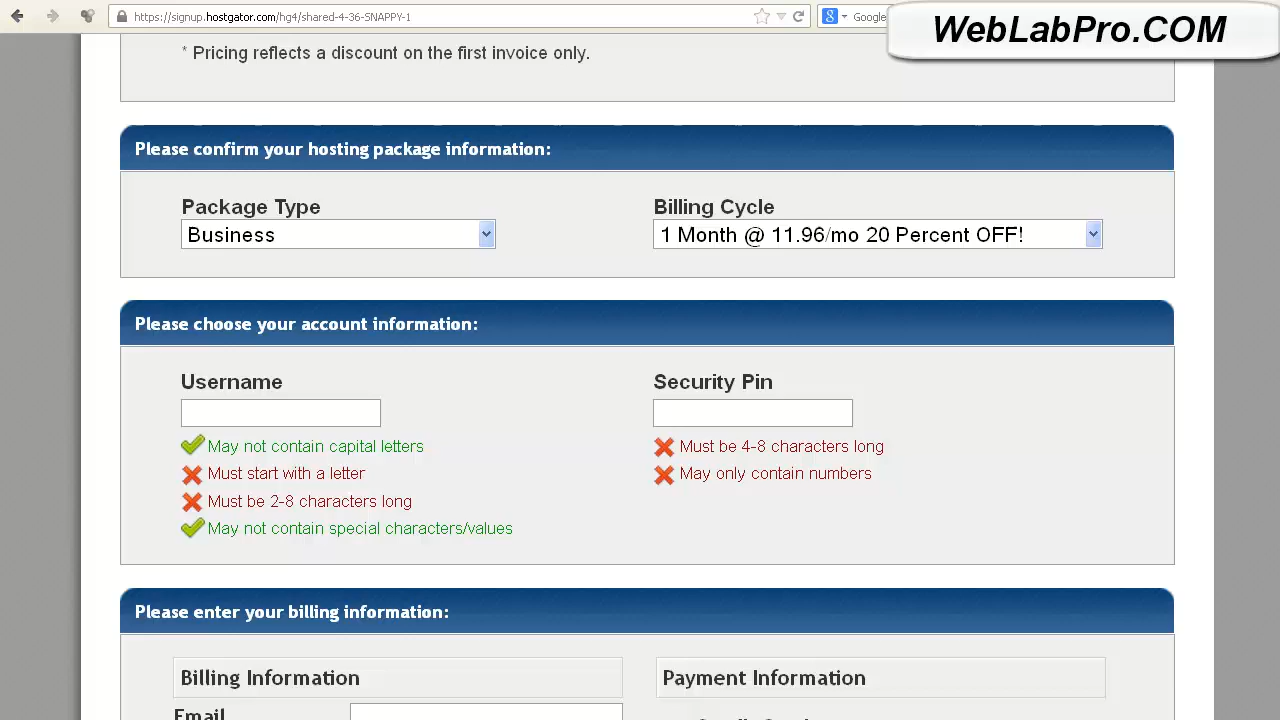 https://signup.hostgator.com/hg4/shared-4-36-SNAPPY-1
Google
WebLabPro.COM
* Pricing reflects a discount on the first invoice only.
Please confirm your hosting package information:
Package Type
Billing Cycle
Business
1 Month @ 11.96/mo 20 Percent OFF!
Please choose your account information:
Username
Security Pin
May not contain capital letters
Must be 4-8 characters long
Must start with a letter
May only contain numbers
Must be 2-8 characters long
May not contain special characters/values
Please enter your billing information:
Billing Information
Payment Information
Email